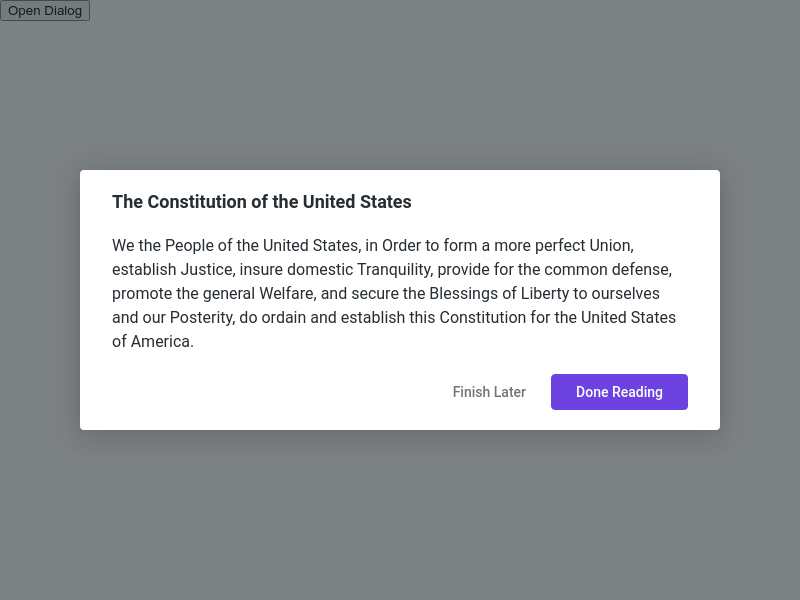 Open Dialog
The Constitution of the United States
We the People of the United States, in Order to form a more perfect Union,
establish Justice, insure domestic Tranquility, provide for the common defense,
promote the general Welfare, and secure the Blessings of Liberty to ourselves
and our Posterity, do ordain and establish this Constitution for the United States
of America.
Finish Later
Done Reading